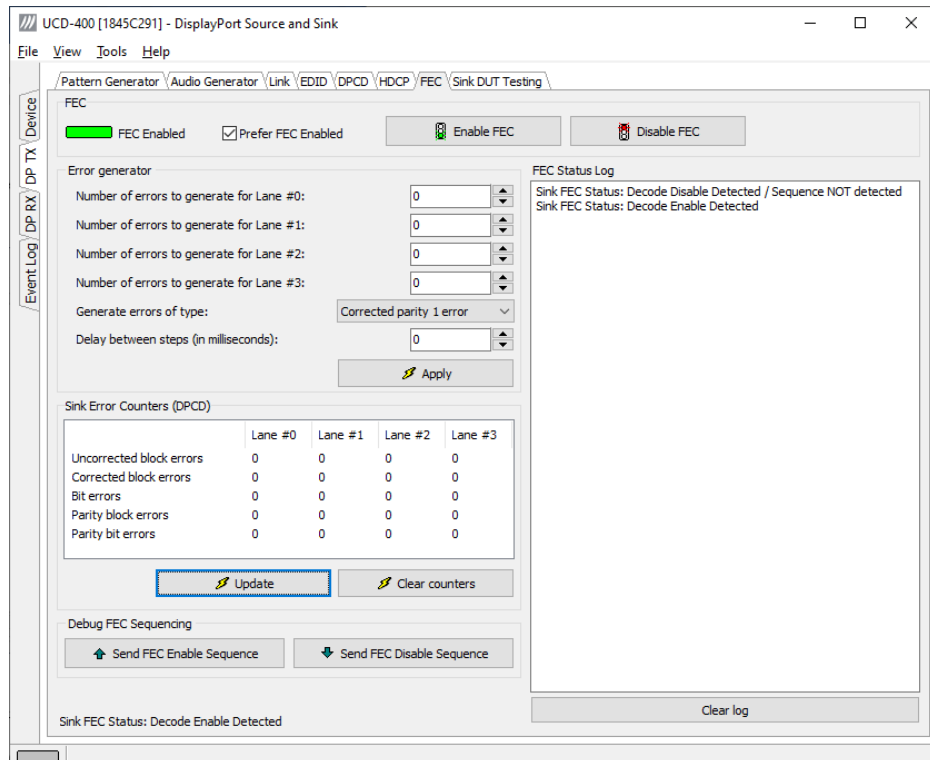 UCD-400 [1845C291] - DisplayPort Source and Sink
File View Tools Help
Device
DP TX
DP RX
Event Log
Pattern Generator Audio Generator Link EDID DPCD HDCP FEC Sink DUT Testing
FEC
FEC Enabled Prefer FEC Enabled Enable FEC Disable FEC
Error generator
Number of errors to generate for Lane #0: 0
Number of errors to generate for Lane #1: 0
Number of errors to generate for Lane #2: 0
Number of errors to generate for Lane #3: 0
Generate errors of type: Corrected parity 1 error
Delay between steps (in milliseconds): 0
Apply
Sink Error Counters (DPCD)
Lane #0 Lane #1 Lane #2 Lane #3
Uncorrected block errors 0 0 0 0
Corrected block errors 0 0 0 0
Bit errors 0 0 0 0
Parity block errors 0 0 0 0
Parity bit errors 0 0 0 0
Update Clear counters
Debug FEC Sequencing
Send FEC Enable Sequence Send FEC Disable Sequence
Sink FEC Status: Decode Enable Detected
FEC Status Log
Sink FEC Status: Decode Disable Detected / Sequence NOT detected
Sink FEC Status: Decode Enable Detected
Clear log